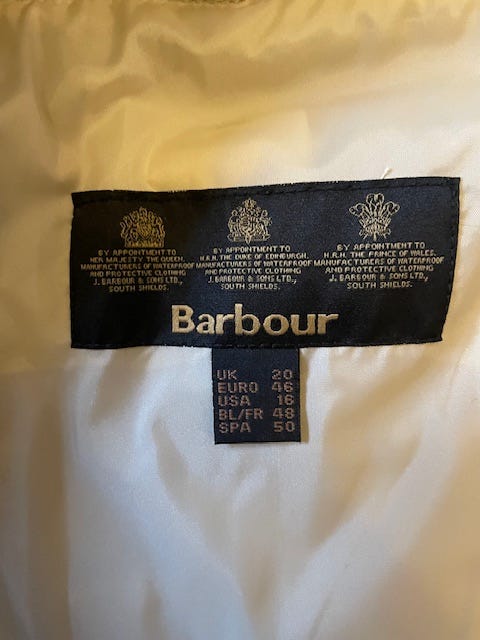 BY APPOINTMENT TO
HER MAJESTY THE QUEEN.
MANUFACTURERS OF WATERPROOF
AND PROTECTIVE CLOTHING
J. BARBOUR & SONS LTD.,
SOUTH SHIELDS.
BY APPOINTMENT TO
H.R.H. THE DUKE OF EDINBURGH.
MANUFACTURERS OF WATERPROOF
AND PROTECTIVE CLOTHING
J. BARBOUR & SONS LTD.,
SOUTH SHIELDS.
BY APPOINTMENT TO
H.R.H. THE PRINCE OF WALES.
MANUFACTURERS OF WATERPROOF
AND PROTECTIVE CLOTHING
J. BARBOUR & SONS LTD.,
SOUTH SHIELDS.
Barbour
UK 20
EURO 46
USA 16
BL/FR 48
SPA 50